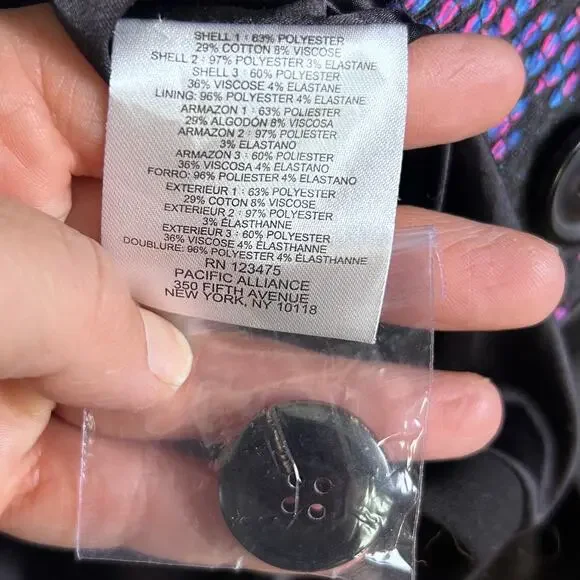 SHELL 1 : 63% POLYESTER
29% COTTON 8% VISCOSE
SHELL 2 : 97% POLYESTER 3% ELASTANE
SHELL 3 : 60% POLYESTER
36% VISCOSE 4% ELASTANE
LINING: 96% POLYESTER 4% ELASTANE
ARMAZON 1 : 63% POLIESTER
29% ALGODON 8% VISCOSA
ARMAZON 2 : 97% POLIESTER
3% ELASTANO
ARMAZON 3 : 60% POLIESTER
36% VISCOSA 4% ELASTANO
FORRO: 96% POLIESTER 4% ELASTANO
EXTERIEUR 1 : 63% POLYESTER
29% COTON 8% VISCOSE
EXTERIEUR 2 : 97% POLYESTER
3% ÉLASTHANNE
EXTERIEUR 3 : 60% POLYESTER
36% VISCOSE 4% ÉLASTHANNE
DOUBLURE: 96% POLYESTER 4% ÉLASTHANNE
RN 123475
PACIFIC ALLIANCE
350 FIFTH AVENUE
NEW YORK, NY 10118